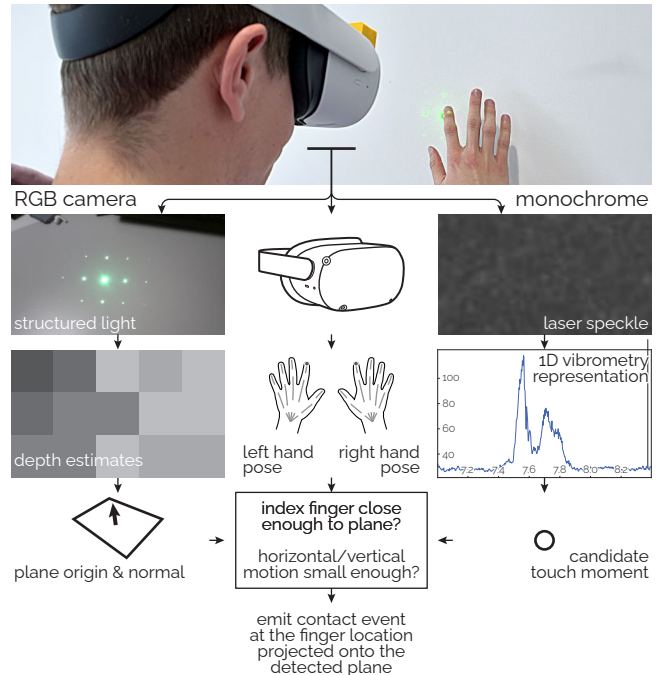 RGB camera
monochrome
structured light
laser speckle
1D vibrometry
representation
100
80
60
40
7.2
7.4
7.6
7.8
8.0
8.2
depth estimates
left hand
pose
right hand
pose
plane origin & normal
index finger close
enough to plane?
horizontal/vertical
motion small enough?
candidate
touch moment
emit contact event
at the finger location
projected onto the
detected plane